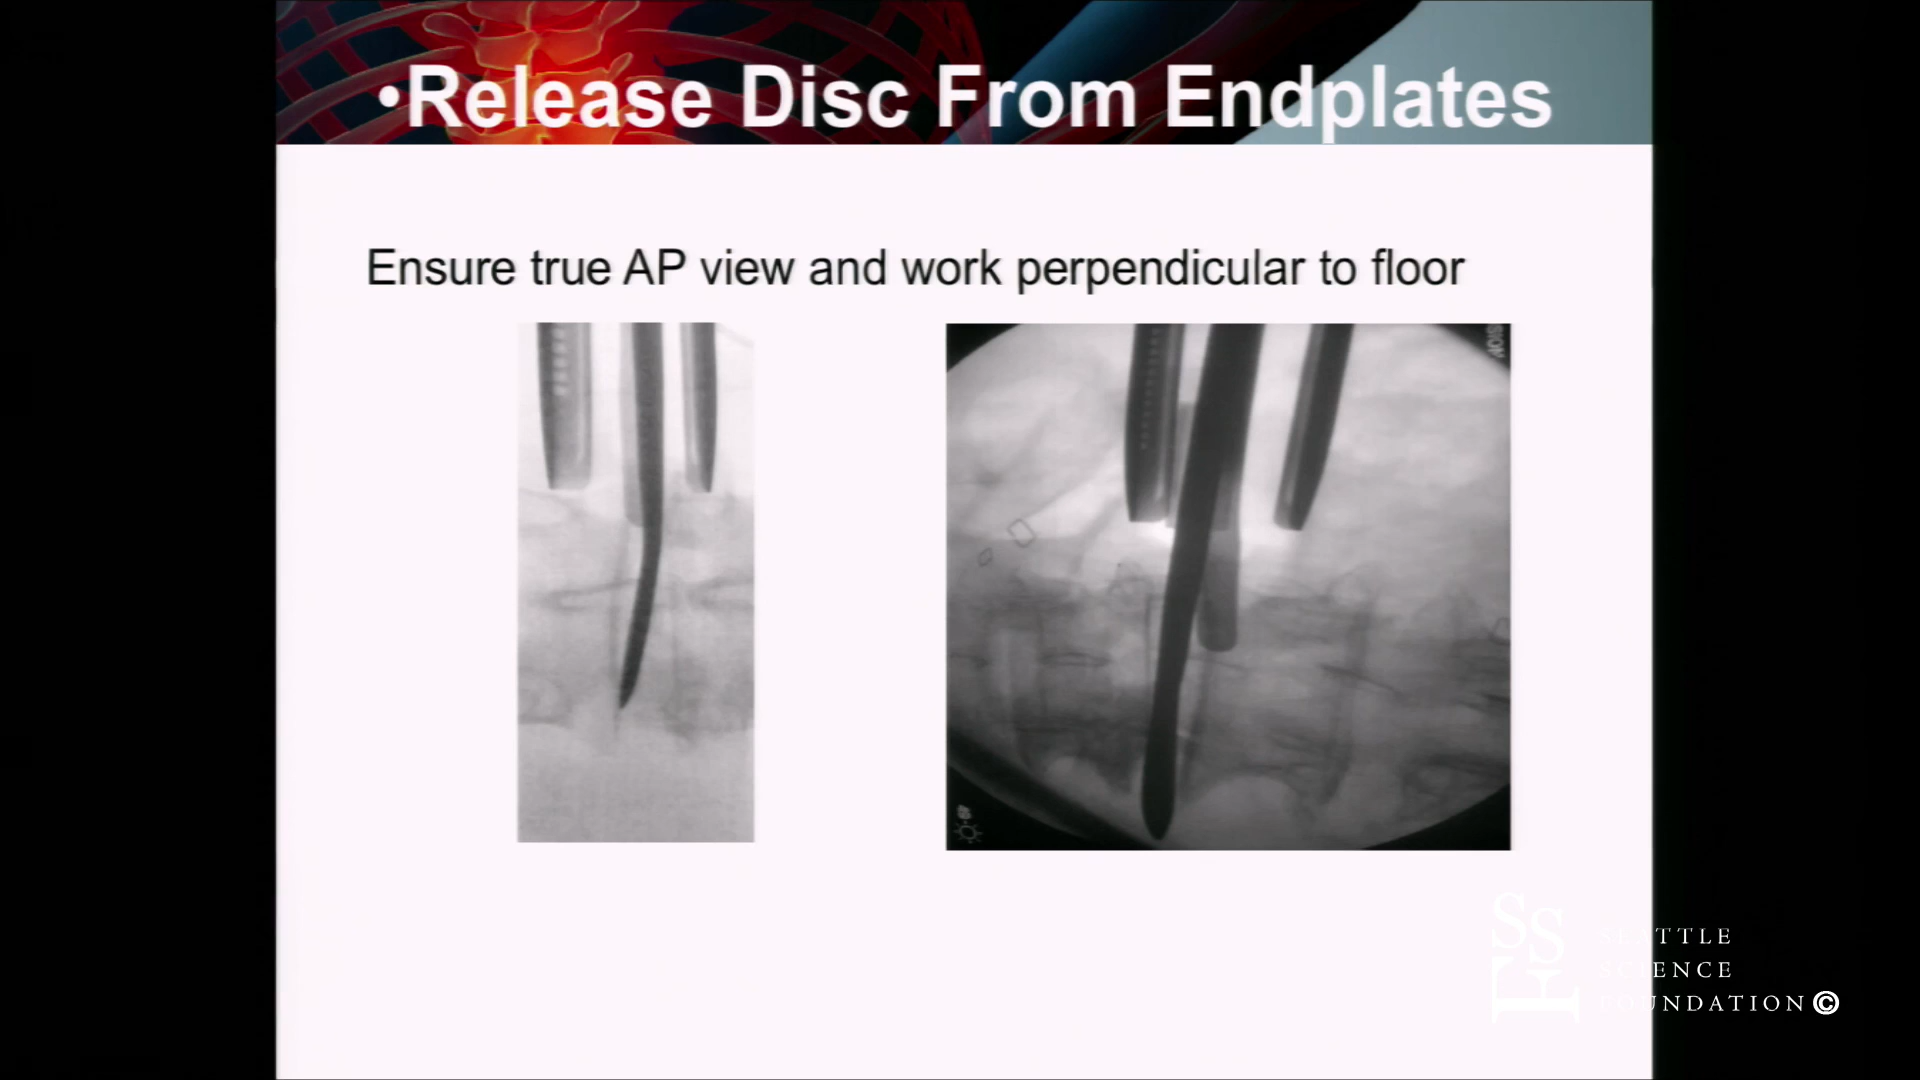 •Release Disc From Endplates
Ensure true AP view and work perpendicular to floor
SEATTLE
SCIENCE
FOUNDATION©